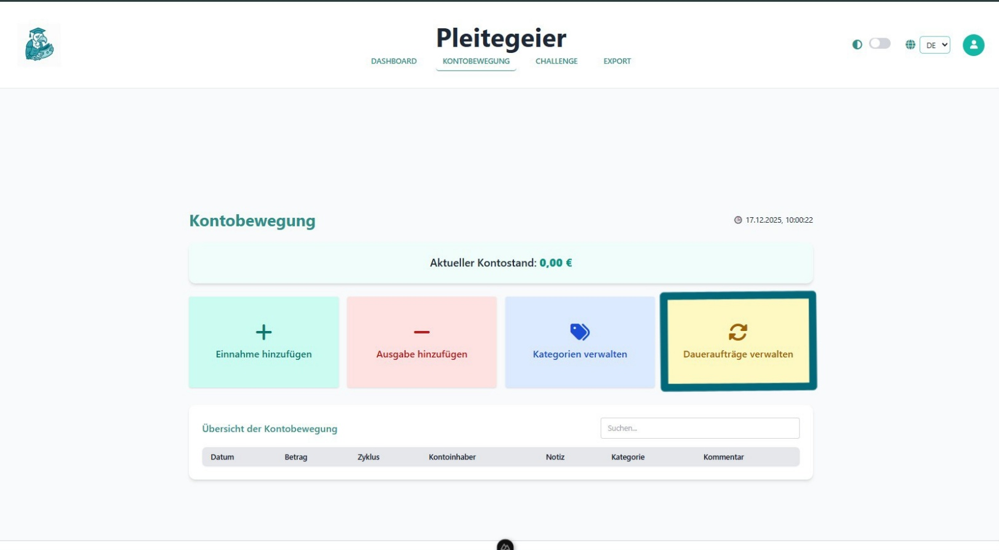 Pleitegeier
DASHBOARD KONTOBEWEGUNG CHALLENGE EXPORT
DE
Kontobewegung
17.12.2025, 10:00:22
Aktueller Kontostand: 0,00 €
Einnahme hinzufügen
Ausgabe hinzufügen
Kategorien verwalten
Daueraufträge verwalten
Übersicht der Kontobewegung
Suchen...
Datum Betrag Zyklus Kontoinhaber Notiz Kategorie Kommentar